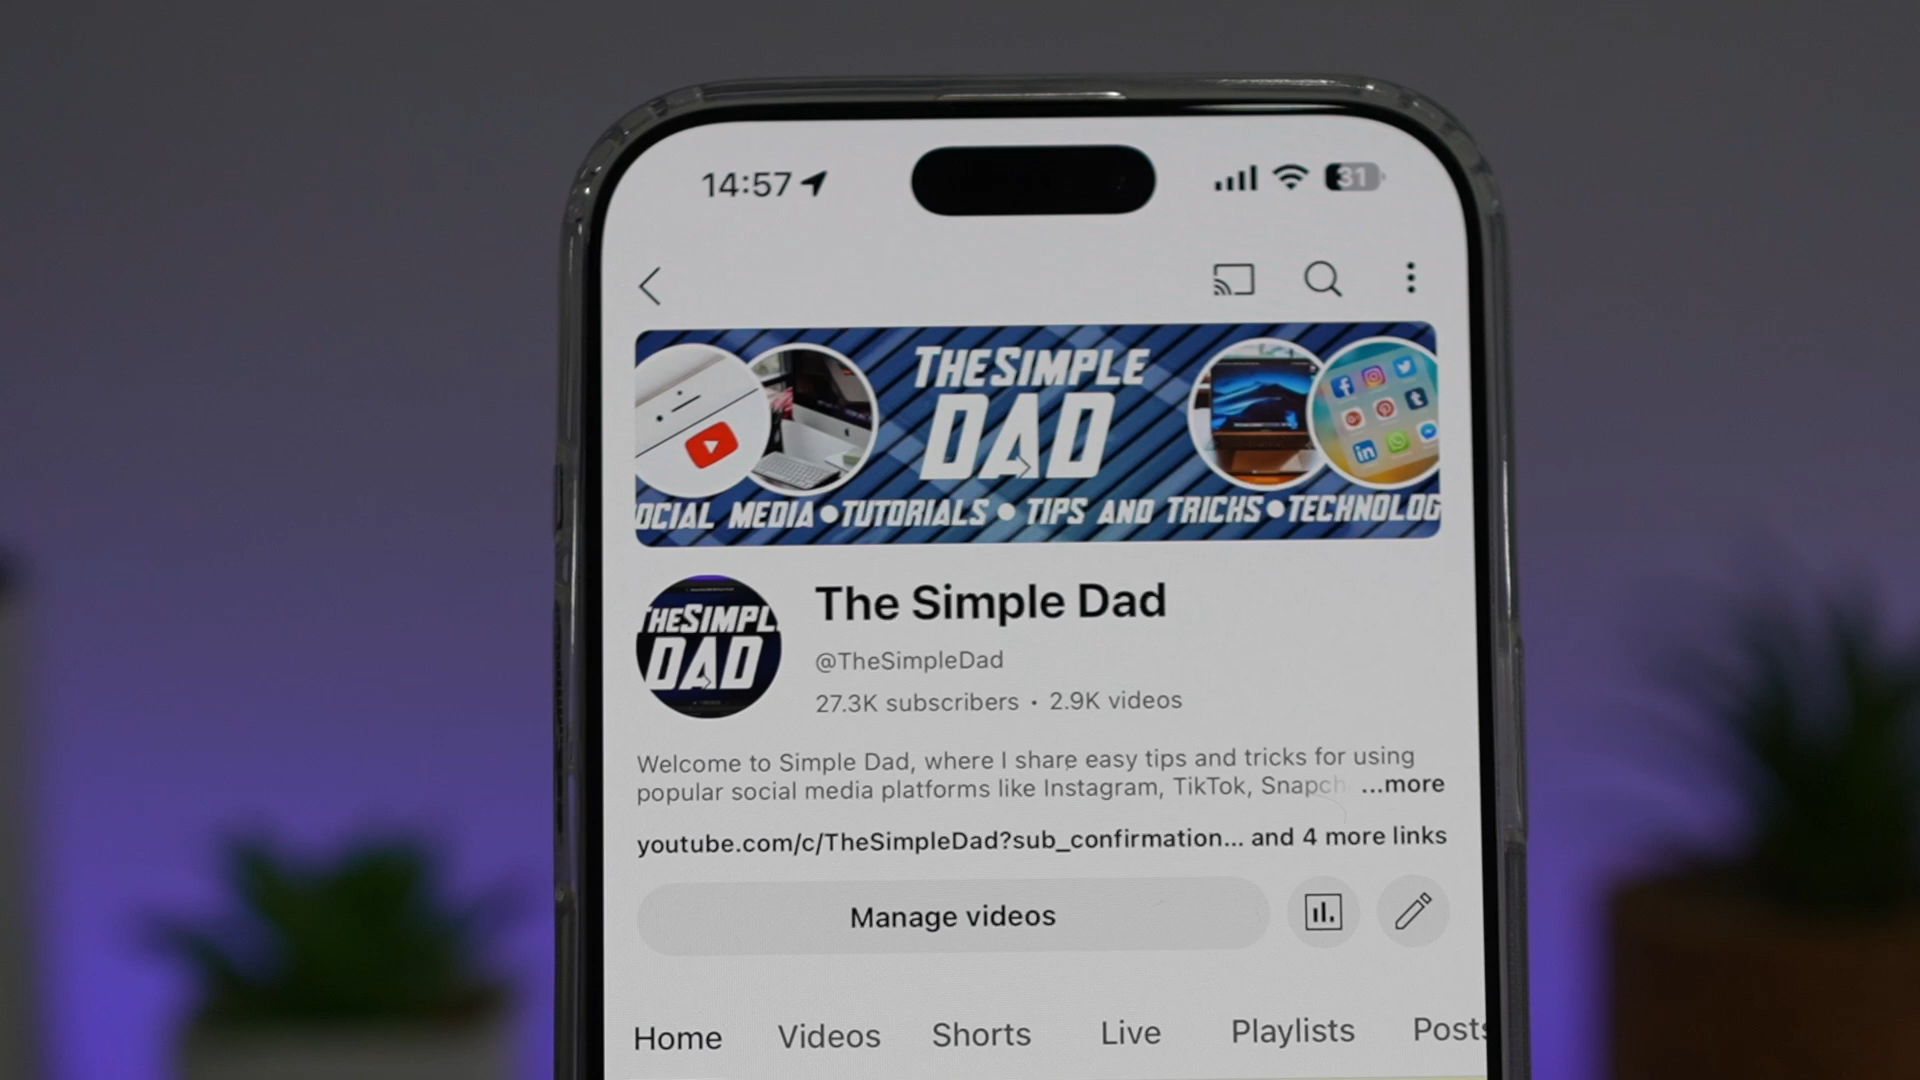 14:57
31
THE SIMPLE
DAD
OCIAL MEDIA • TUTORIALS • TIPS AND TRICKS • TECHNOLOG
in
THESIMPL
DAD
The Simple Dad
@TheSimpleDad
27.3K subscribers • 2.9K videos
Welcome to Simple Dad, where I share easy tips and tricks for using
popular social media platforms like Instagram, TikTok, Snapch ...more
youtube.com/c/TheSimpleDad?sub_confirmation... and 4 more links
Manage videos
Home Videos Shorts Live Playlists Posts